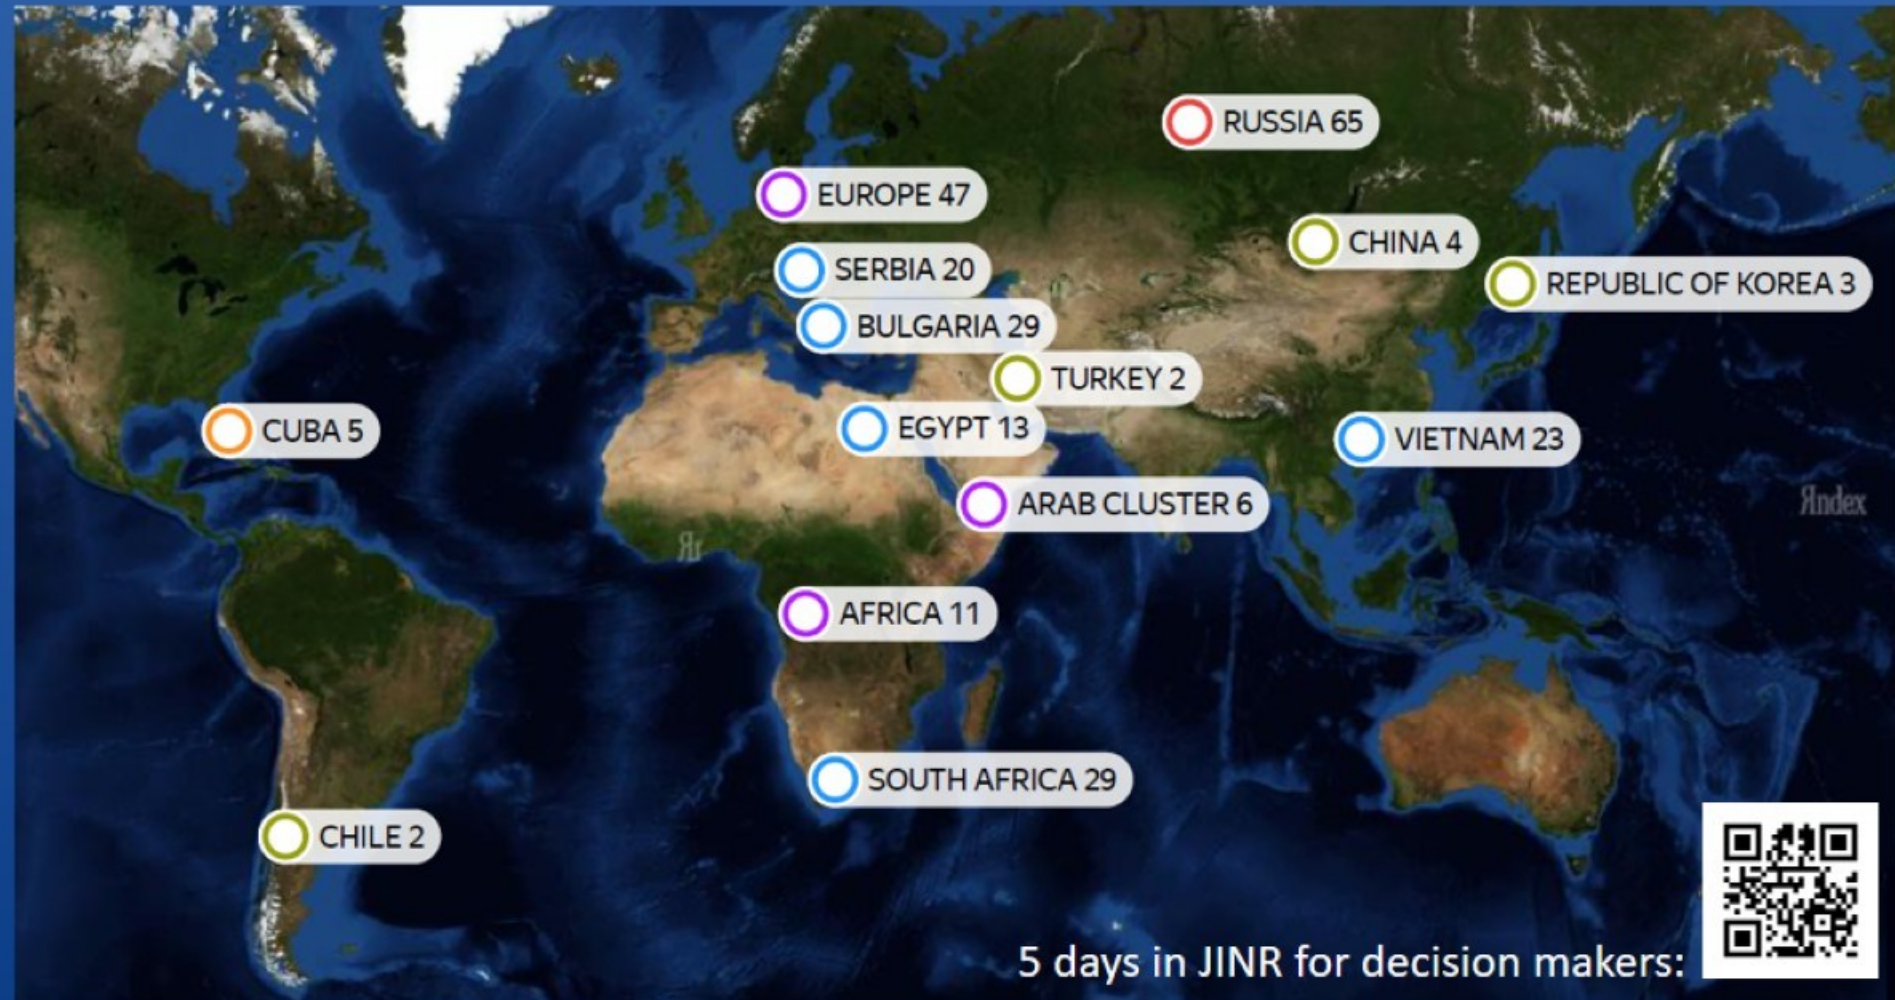 RUSSIA 65
EUROPE 47
CHINA 4
SERBIA 20
REPUBLIC OF KOREA 3
BULGARIA 29
TURKEY 2
CUBA 5
EGYPT 13
VIETNAM 23
ARAB CLUSTER 6
Яndex
Яr
AFRICA 11
SOUTH AFRICA 29
CHILE 2
5 days in JINR for decision makers: